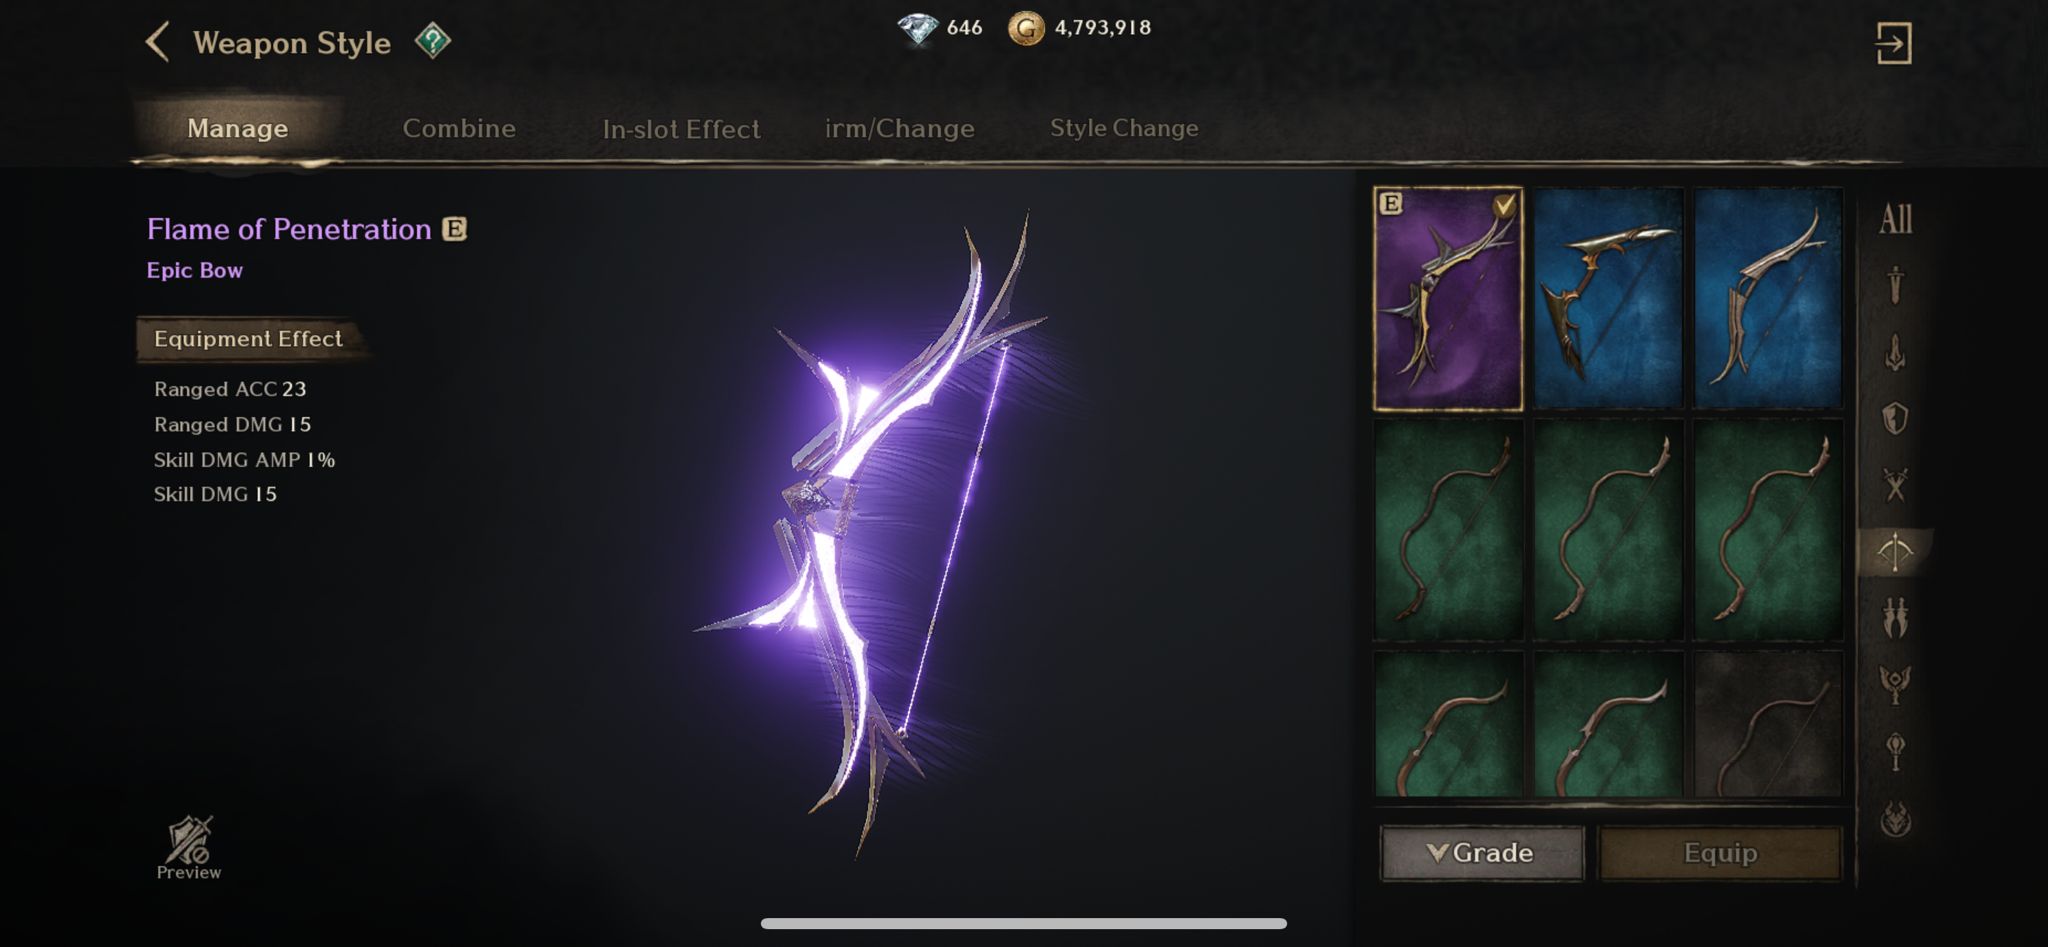 Weapon Style
646
4,793,918
Manage
Combine
In-slot Effect
irm/Change
Style Change
Flame of Penetration E
Epic Bow
Equipment Effect
Ranged ACC 23
Ranged DMG 15
Skill DMG AMP 1%
Skill DMG 15
Preview
E
All
Grade
Equip